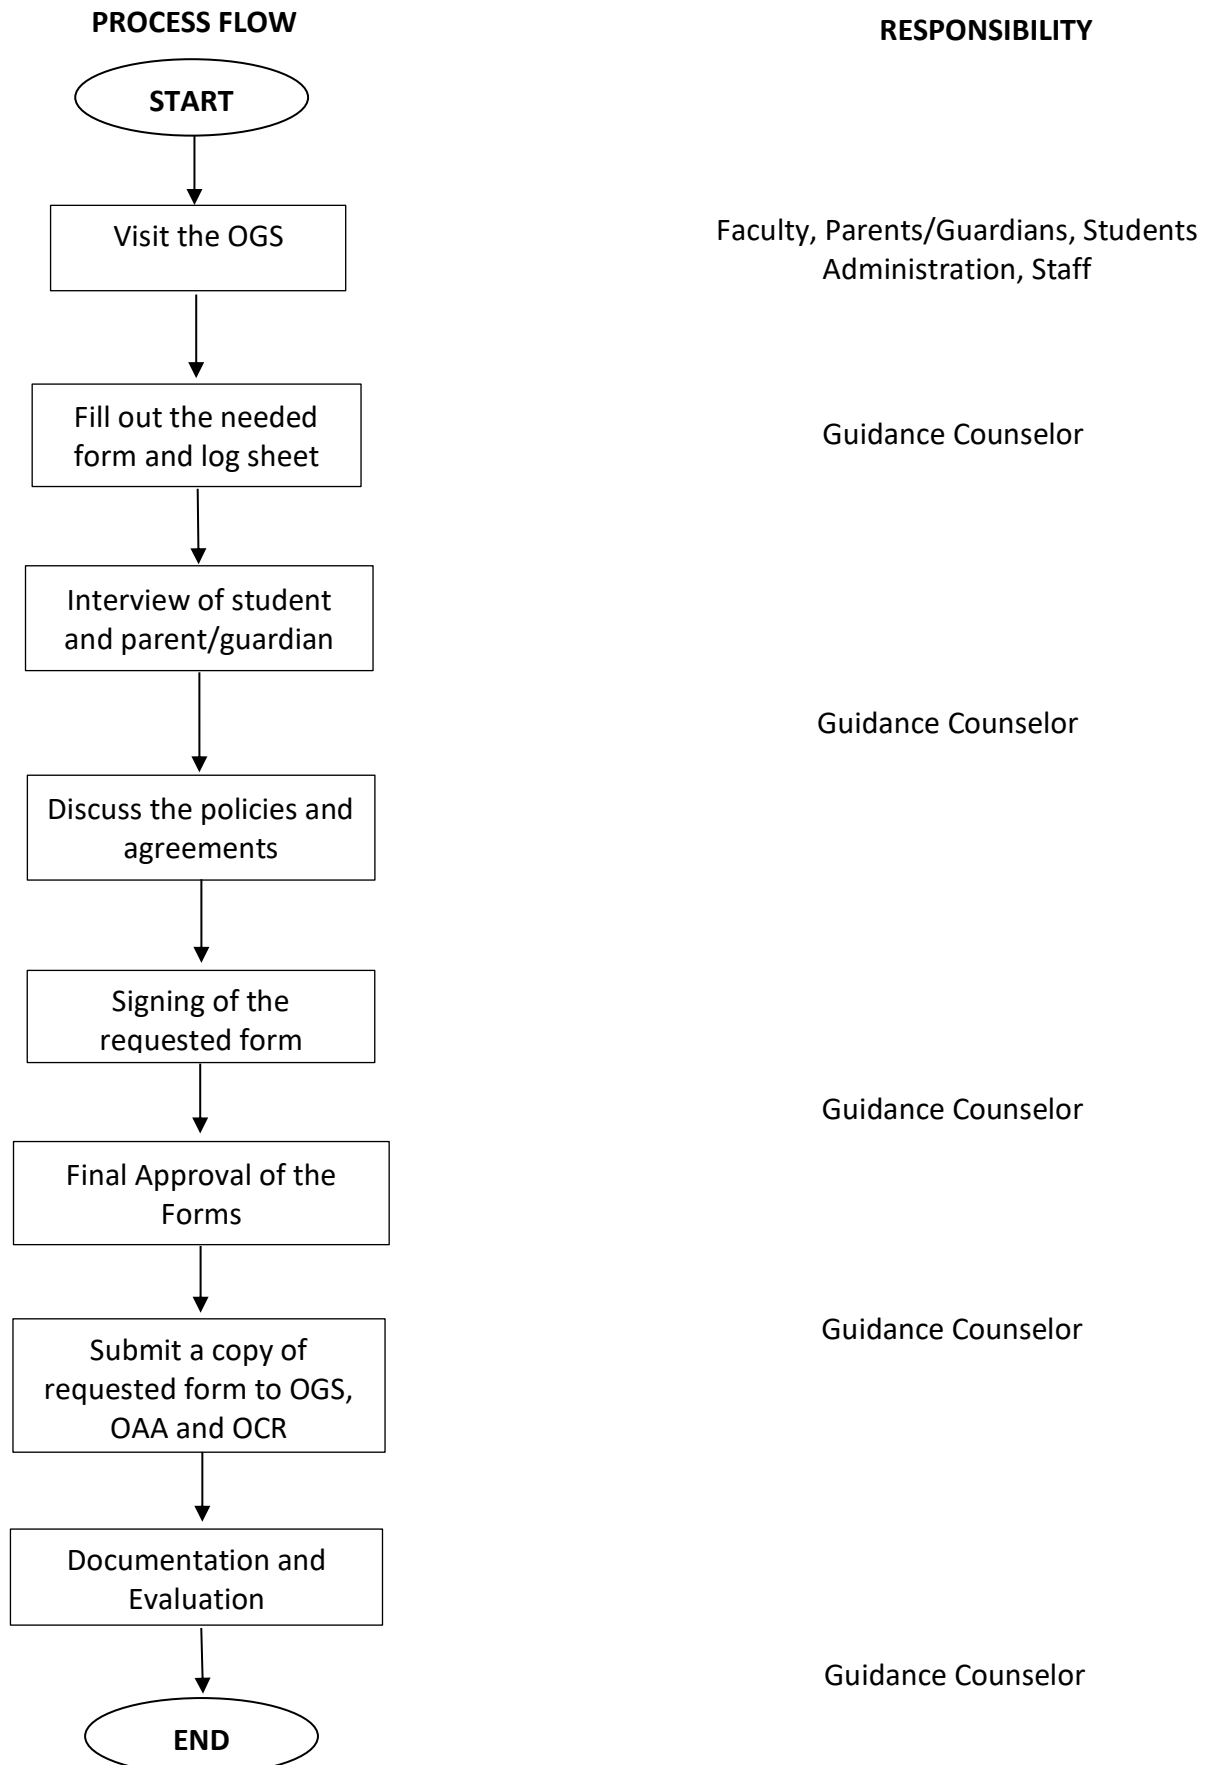 PROCESS FLOW
RESPONSIBILITY
START
Visit the OGS
Faculty, Parents/Guardians, Students
Administration, Staff
Fill out the needed
form and log sheet
Guidance Counselor
Interview of student
and parent/guardian
Guidance Counselor
Discuss the policies and
agreements
Signing of the
requested form
Guidance Counselor
Final Approval of the
Forms
Guidance Counselor
Submit a copy of
requested form to OGS,
OAA and OCR
Documentation and
Evaluation
Guidance Counselor
END